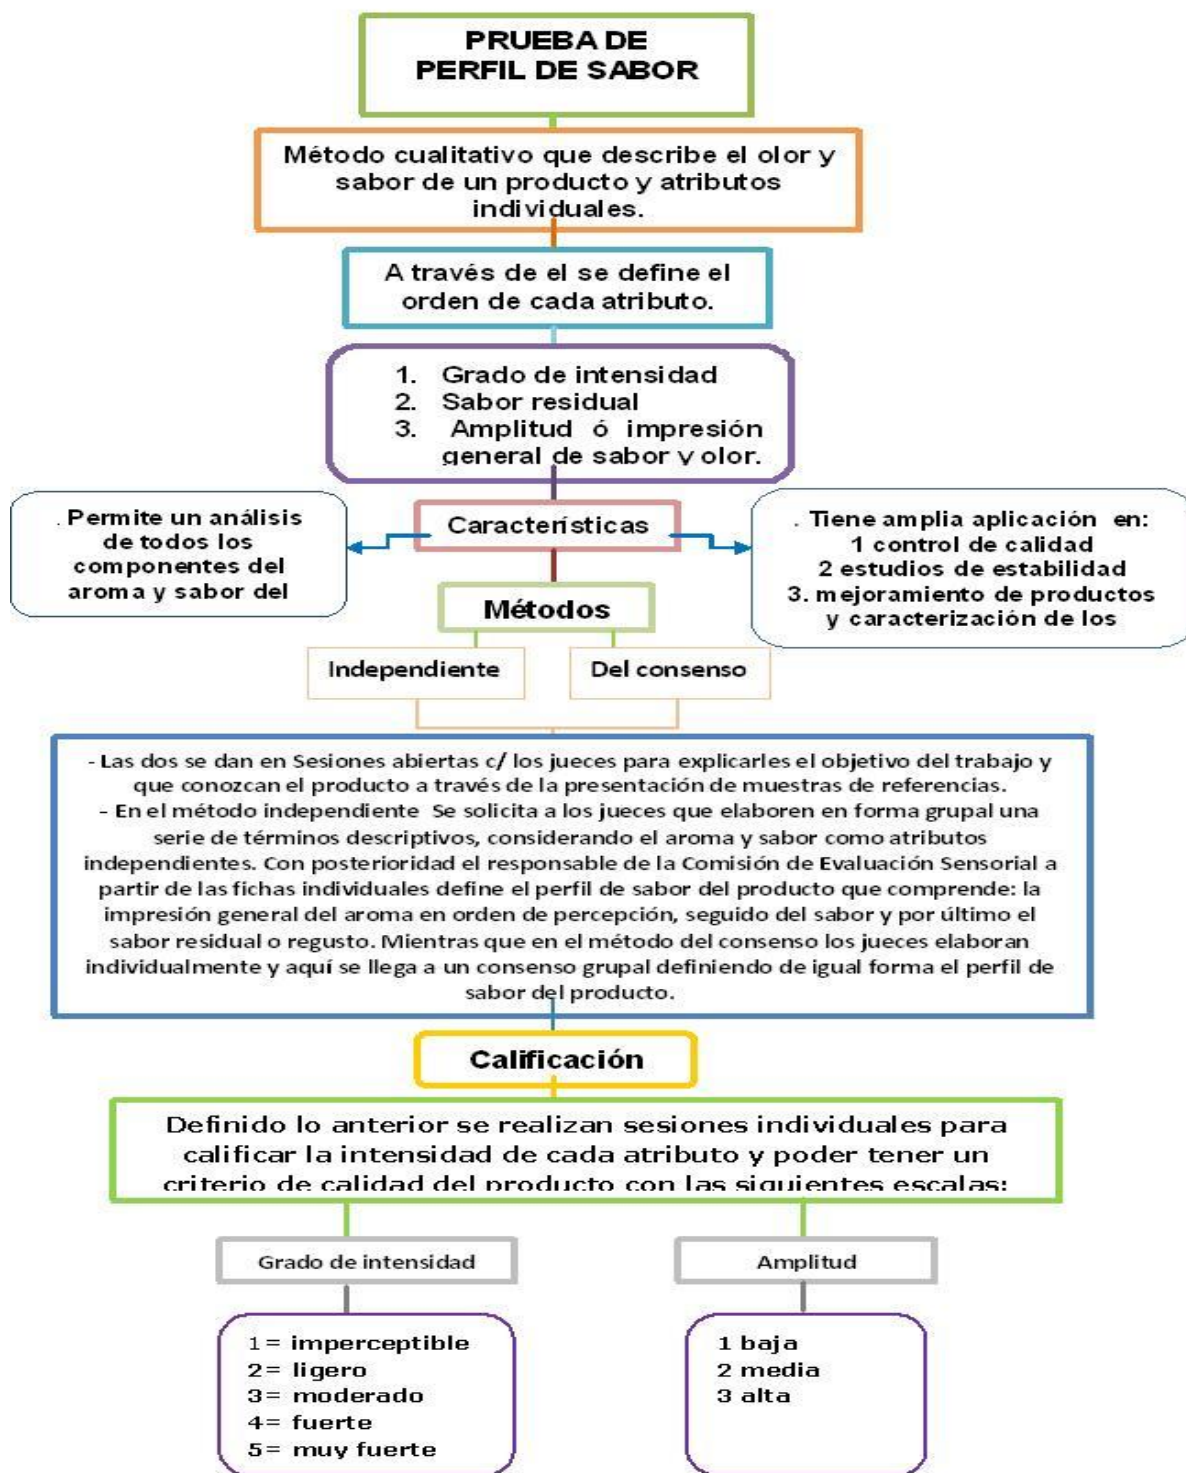 PRUEBA DE
PERFIL DE SABOR
Método cualitativo que describe el olor y
sabor de un producto y atributos
individuales.
A través de el se define el
orden de cada atributo.
1. Grado de intensidad
2. Sabor residual
3. Amplitud ó impresión
general de sabor y olor.
Características
. Permite un análisis
de todos los
componentes del
aroma y sabor del
. Tiene amplia aplicación en:
1 control de calidad
2 estudios de estabilidad
3. mejoramiento de productos
y caracterización de los
Métodos
Independiente
Del consenso
- Las dos se dan en Sesiones abiertas c/ los jueces para explicarles el objetivo del trabajo y
que conozcan el producto a través de la presentación de muestras de referencias.
- En el método independiente Se solicita a los jueces que elaboren en forma grupal una
serie de términos descriptivos, considerando el aroma y sabor como atributos
independientes. Con posterioridad el responsable de la Comisión de Evaluación Sensorial a
partir de las fichas individuales define el perfil de sabor del producto que comprende: la
impresión general del aroma en orden de percepción, seguido del sabor y por último el
sabor residual o regusto. Mientras que en el método del consenso los jueces elaboran
individualmente y aquí se llega a un consenso grupal definiendo de igual forma el perfil de
sabor del producto.
Calificación
Definido lo anterior se realizan sesiones individuales para
calificar la intensidad de cada atributo y poder tener un
criterio de calidad del producto con las siguientes escalas:
Grado de intensidad
1= imperceptible
2= ligero
3= moderado
4= fuerte
5= muy fuerte
Amplitud
1 baja
2 media
3 alta